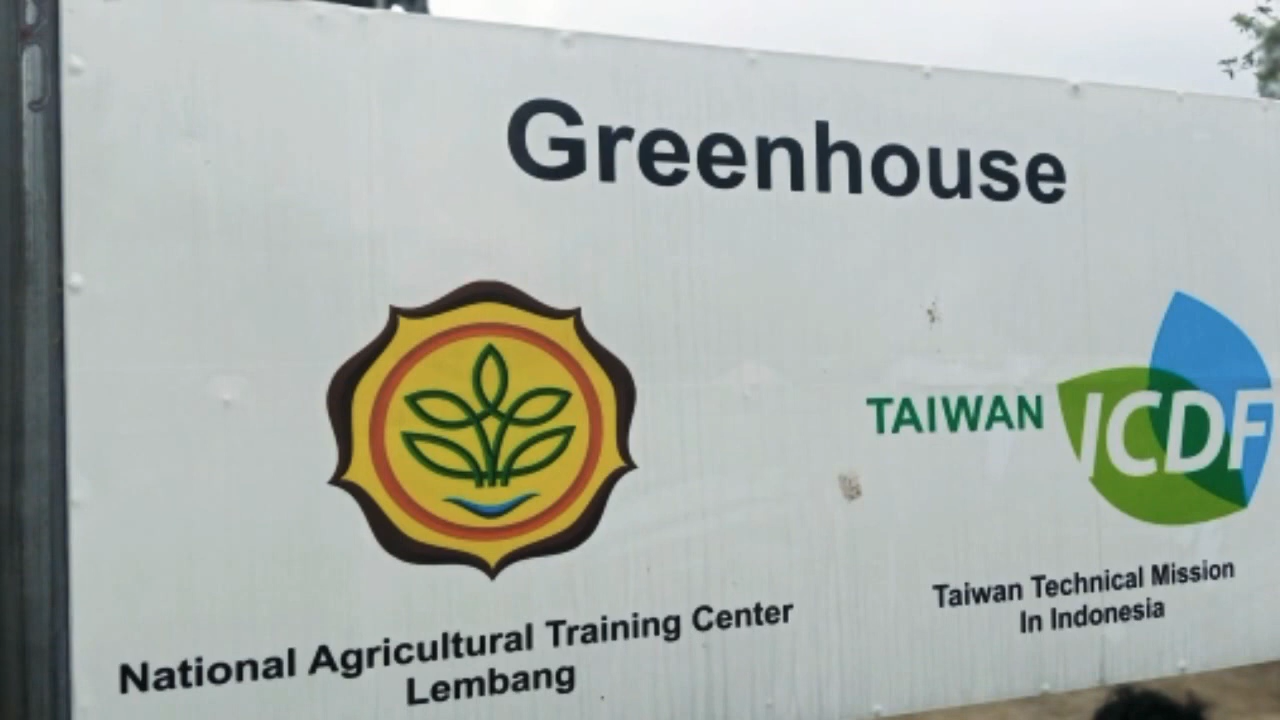 Greenhouse
TAIWAN ICDF
National Agricultural Training Center
Lembang
Taiwan Technical Mission
In Indonesia